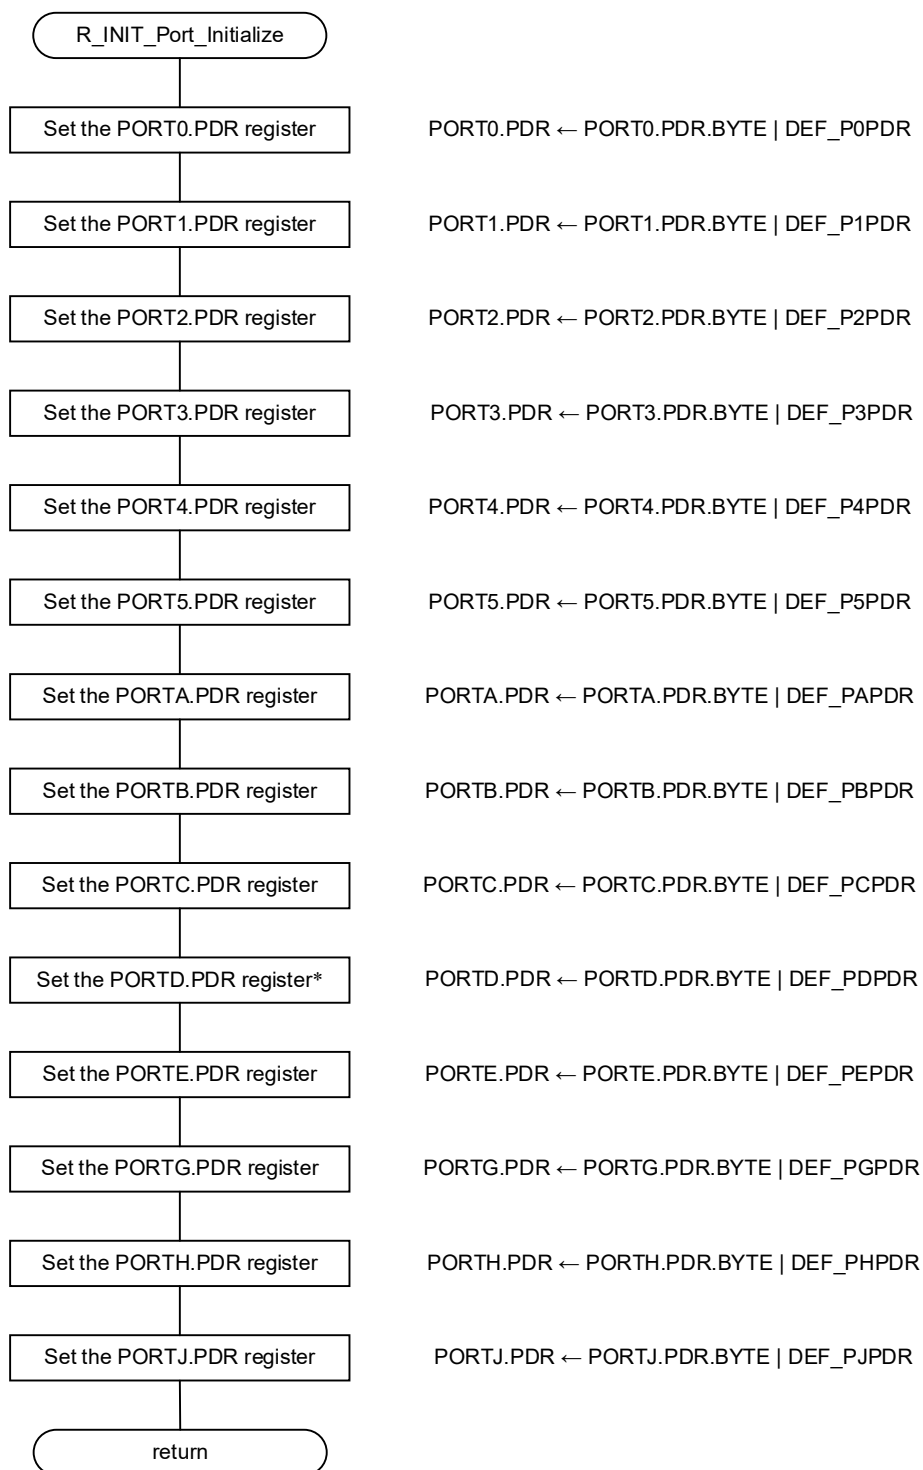 R_INIT_Port_Initialize
Set the PORT0.PDR register PORT0.PDR ← PORT0.PDR.BYTE | DEF_P0PDR
Set the PORT1.PDR register PORT1.PDR ← PORT1.PDR.BYTE | DEF_P1PDR
Set the PORT2.PDR register PORT2.PDR ← PORT2.PDR.BYTE | DEF_P2PDR
Set the PORT3.PDR register PORT3.PDR ← PORT3.PDR.BYTE | DEF_P3PDR
Set the PORT4.PDR register PORT4.PDR ← PORT4.PDR.BYTE | DEF_P4PDR
Set the PORT5.PDR register PORT5.PDR ← PORT5.PDR.BYTE | DEF_P5PDR
Set the PORTA.PDR register PORTA.PDR ← PORTA.PDR.BYTE | DEF_PAPDR
Set the PORTB.PDR register PORTB.PDR ← PORTB.PDR.BYTE | DEF_PBPDR
Set the PORTC.PDR register PORTC.PDR ← PORTC.PDR.BYTE | DEF_PCPDR
Set the PORTD.PDR register* PORTD.PDR ← PORTD.PDR.BYTE | DEF_PDPDR
Set the PORTE.PDR register PORTE.PDR ← PORTE.PDR.BYTE | DEF_PEPDR
Set the PORTG.PDR register PORTG.PDR ← PORTG.PDR.BYTE | DEF_PGPDR
Set the PORTH.PDR register PORTH.PDR ← PORTH.PDR.BYTE | DEF_PHPDR
Set the PORTJ.PDR register PORTJ.PDR ← PORTJ.PDR.BYTE | DEF_PJPDR
return